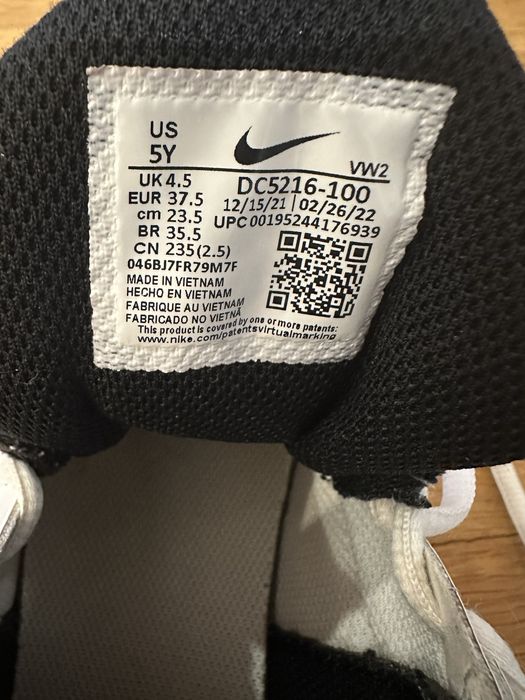 US
5Y
VW2
UK 4.5
DC5216-100
EUR 37.5
12/15/21 | 02/26/22
cm 23.5
UPC 00195244176939
BR 35.5
CN 235(2.5)
046BJ7FR79M7F
MADE IN VIETNAM
HECHO EN VIETNAM
FABRIQUE AU VIETNAM
FABRICADO NO VIETNÃ
This product is covered by one or more patents:
www.nike.com/patentsvirtualmarking